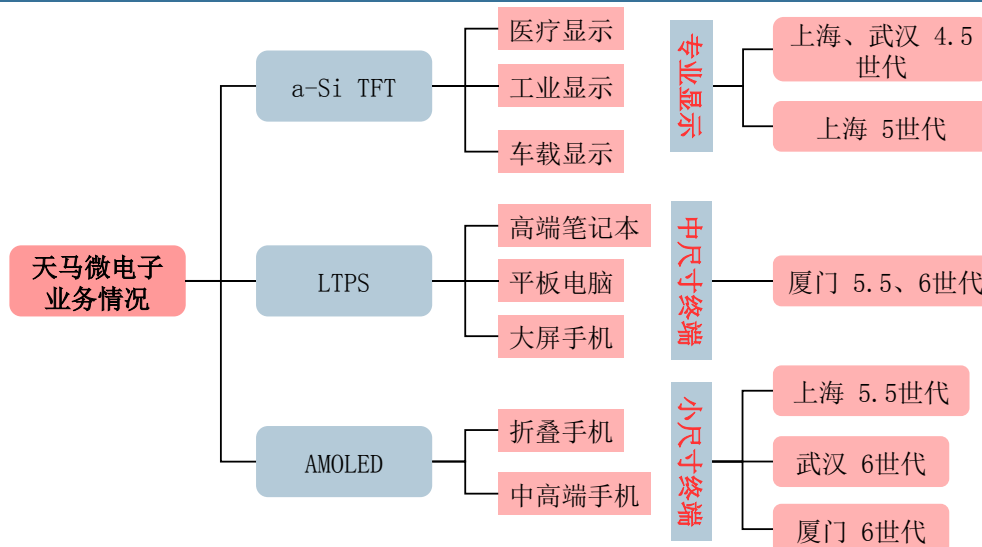 天马微电子
业务情况
a-Si TFT
医疗显示
工业显示
车载显示
专业显示
上海、武汉 4.5
世代
上海 5世代
LTPS
高端笔记本
平板电脑
大屏手机
中尺寸终端
厦门 5.5、6世代
AMOLED
折叠手机
中高端手机
小尺寸终端
上海 5.5世代
武汉 6世代
厦门 6世代